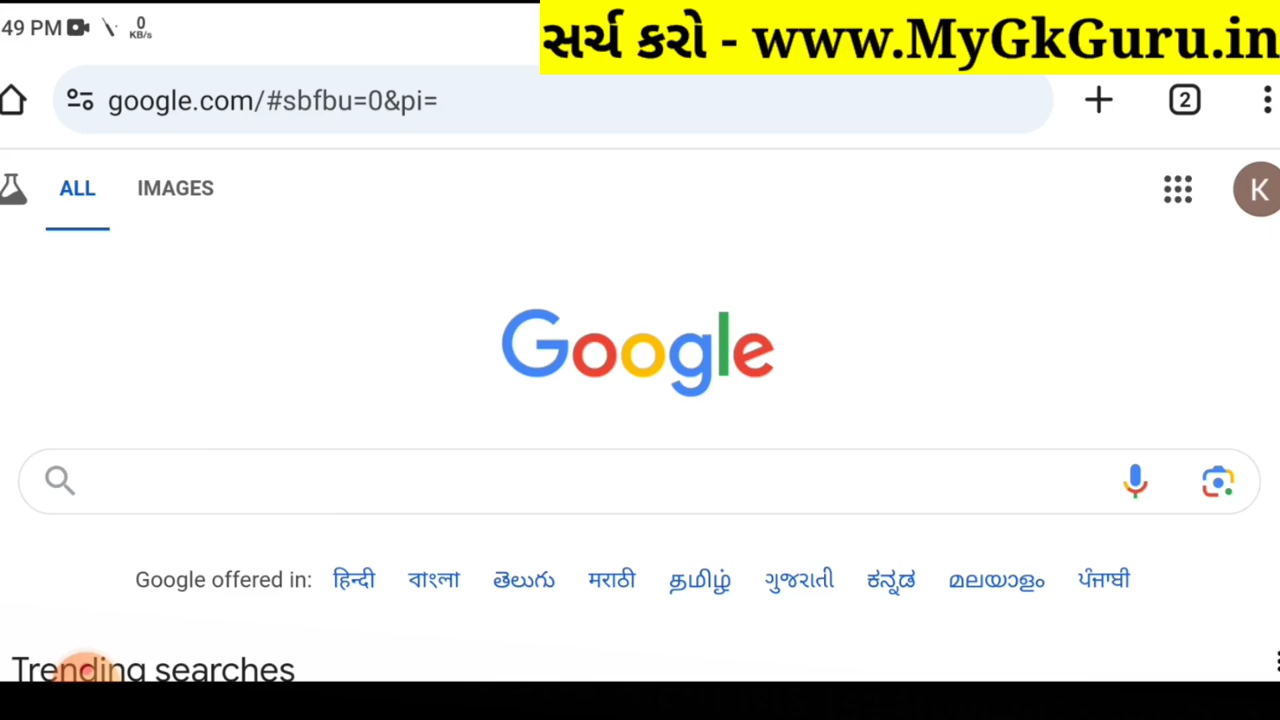 49 PM 0 KB/s
સર્ચ કરો - www.MyGkGuru.in
google.com/#sbfbu=0&pi=
2
ALL IMAGES
K
Google
Google offered in: हिन्दी বাংলা తెలుగు मराठी தமிழ் ગુજરાતી ಕನ್ನಡ മലയാളം ਪੰਜਾਬੀ
Trending searches